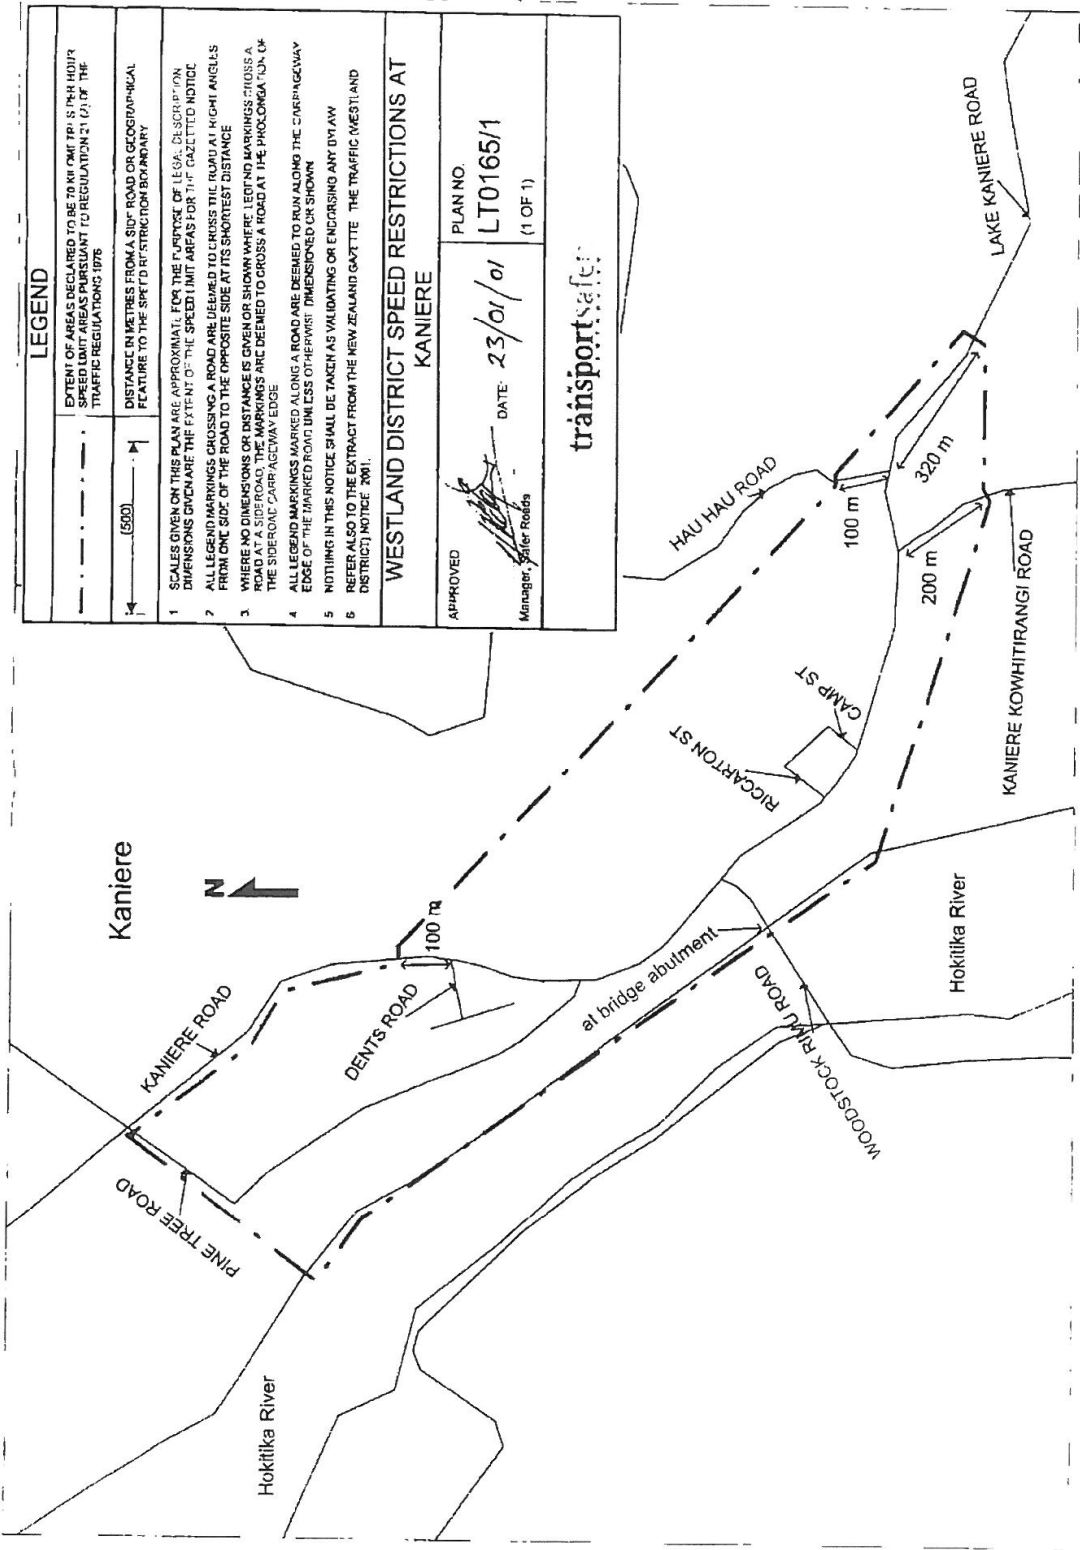 LEGEND
EXTENT OF AREAS DECLARED TO BE 70 KILOMETRES PER HOUR
SPEED LIMIT AREAS PURSUANT TO REGULATION 21 (2) OF THE
TRAFFIC REGULATIONS 1976
(500)
DISTANCE IN METRES FROM A SIDE ROAD OR GEOGRAPHICAL
FEATURE TO THE SPEED RESTRICTION BOUNDARY
1 SCALES GIVEN ON THIS PLAN ARE APPROXIMATE. FOR THE PURPOSE OF LEGAL DESCRIPTION
DIMENSIONS GIVEN ARE THE EXTENT OF THE SPEED LIMIT AREAS FOR THE GAZETTED NOTICE
2 ALL LEGEND MARKINGS CROSSING A ROAD ARE DEEMED TO CROSS THE ROAD AT RIGHT ANGLES
FROM ONE SIDE OF THE ROAD TO THE OPPOSITE SIDE AT ITS SHORTEST DISTANCE
3. WHERE NO DIMENSIONS OR DISTANCE IS GIVEN OR SHOWN WHERE LEGEND MARKINGS CROSS A
ROAD AT A SIDEROAD, THE MARKINGS ARE DEEMED TO CROSS A ROAD AT THE PROLONGATION OF
THE SIDEROAD CARRIAGEWAY EDGE
4 ALL LEGEND MARKINGS MARKED ALONG A ROAD ARE DEEMED TO RUN ALONG THE CARRIAGEWAY
EDGE OF THE MARKED ROAD UNLESS OTHERWISE DIMENSIONED OR SHOWN
5 NOTHING IN THIS NOTICE SHALL BE TAKEN AS VALIDATING OR ENDORSING ANY BYLAW
6 REFER ALSO TO THE EXTRACT FROM THE NEW ZEALAND GAZETTE THE TRAFFIC (WESTLAND
DISTRICT) NOTICE 2001.
WESTLAND DISTRICT SPEED RESTRICTIONS AT
KANIERE
APPROVED
Manager, Safer Roads
DATE: 23/01/01
PLAN NO.
LT0165/1
(1 OF 1)
transportsafety
Kaniere
N
KANIERE ROAD
PINE TREE ROAD
DENTS ROAD
100 m
at bridge abutment
WOODSTOCK RIMU ROAD
Hokitika River
Hokitika River
RICCARTON ST
CAMP ST
HAU HAU ROAD
100 m
320 m
200 m
KANIERE KOWHITIRANGI ROAD
LAKE KANIERE ROAD